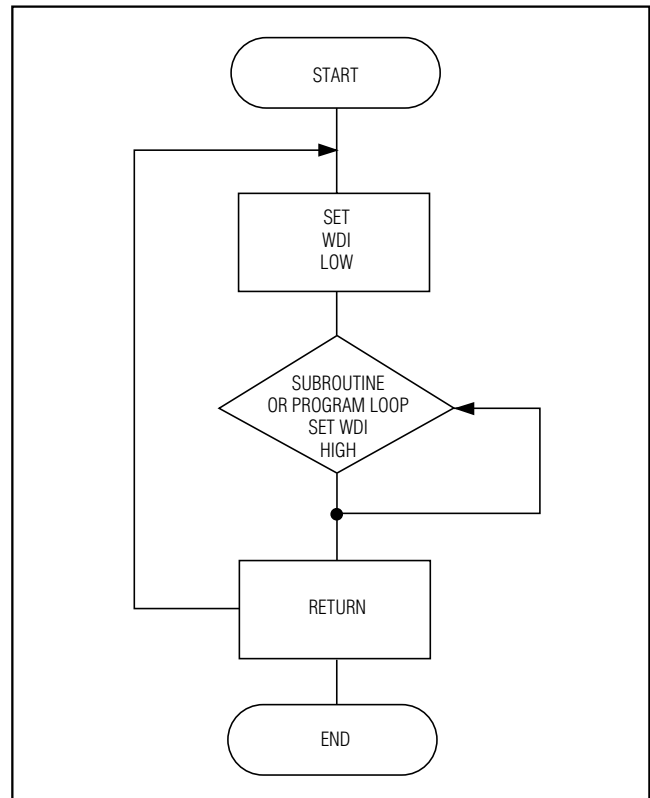 START
SET
WDI
LOW
SUBROUTINE
OR PROGRAM LOOP
SET WDI
HIGH
RETURN
END